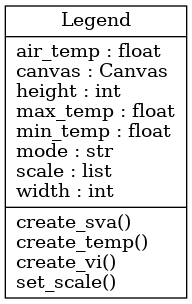 Legend
air_temp : float
canvas : Canvas
height : int
max_temp : float
min_temp : float
mode : str
scale : list
width : int
create_sva()
create_temp()
create_vi()
set_scale()